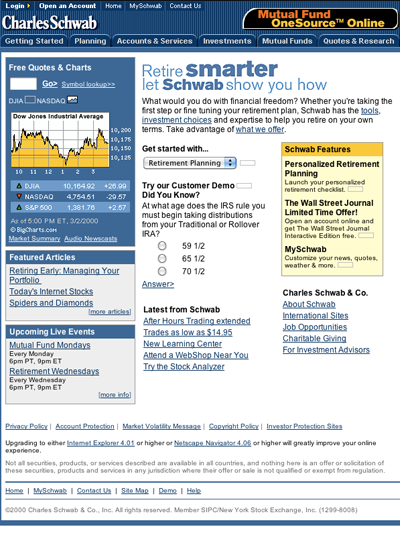 Login Open an Account Home MySchwab Contact Us
Charles Schwab
Mutual Fund
OneSource™ Online
Getting Started Planning Accounts & Services Investments Mutual Funds Quotes & Research
Free Quotes & Charts
Go> Symbol lookup>>
DJIA NASDAQ
Dow Jones Industrial Average
10,200
10,175
10,150
10,125
10 11 12 1 2 3
DJIA 10,164.92 +26.99
NASDAQ 4,754.51 -29.57
S&P 500 1,381.76 +2.57
As of 5:00 PM ET, 3/2/2000
© BigCharts.com
Market Summary Audio Newscasts
Featured Articles
Retiring Early: Managing Your
Portfolio
Today's Internet Stocks
Spiders and Diamonds
[more articles]
Upcoming Live Events
Mutual Fund Mondays
Every Monday
6pm PT, 9pm ET
Retirement Wednesdays
Every Wednesday
6pm PT, 9pm ET
[more info]
Retire smarter
let Schwab show you how
What would you do with financial freedom? Whether you're taking the
first step or fine tuning your retirement plan, Schwab has the tools,
investment choices and expertise to help you retire on your own
terms. Take advantage of what we offer.
Get started with...
Retirement Planning
Try our Customer Demo
Did You Know?
At what age does the IRS rule you
must begin taking distributions
from your Traditional or Rollover
IRA?
59 1/2
65
70 1/2
Answer>
Latest from Schwab
After Hours Trading extended
Trades as low as $14.95
New Learning Center
Attend a WebShop Near You
Try the Stock Analyzer
Schwab Features
Personalized Retirement
Planning
Launch your personalized
retirement checklist.
The Wall Street Journal
Limited Time Offer!
Open an account and get
The Wall Street Journal
Interactive Edition free.
MySchwab
Customize your news, quotes,
weather & more.
Charles Schwab & Co.
About Schwab
International Sites
Job Opportunities
Charitable Giving
For Investment Advisors
Privacy Policy | Account Protection | Market Volatility Message | Copyright Policy | Investor Protection Sites
Upgrading to either Internet Explorer 4.01 or higher or Netscape Navigator 4.06 or higher will greatly improve your online
experience.
Not all securities, products, or services described are available in all countries, and nothing here is an offer or solicitation of
these securities, products and services in any jurisdiction where their offer or sale is not qualified or exempt from regulation.
Home | MySchwab | Contact Us | Site Map | Demo | Help
©2000 Charles Schwab & Co., Inc. All rights reserved. Member SIPC/New York Stock Exchange, Inc. (1299-8008)